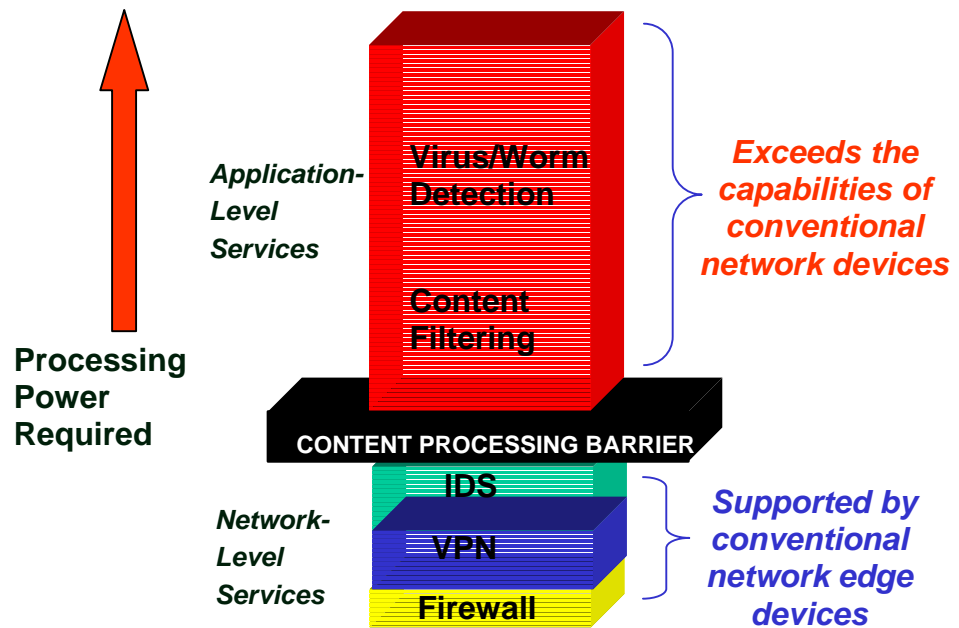 Application-
Level
Services
Virus/Worm
Detection
Content
Filtering
Exceeds the
capabilities of
conventional
network devices
Processing
Power
Required
CONTENT PROCESSING BARRIER
Network-
Level
Services
IDS
VPN
Firewall
Supported by
conventional
network edge
devices